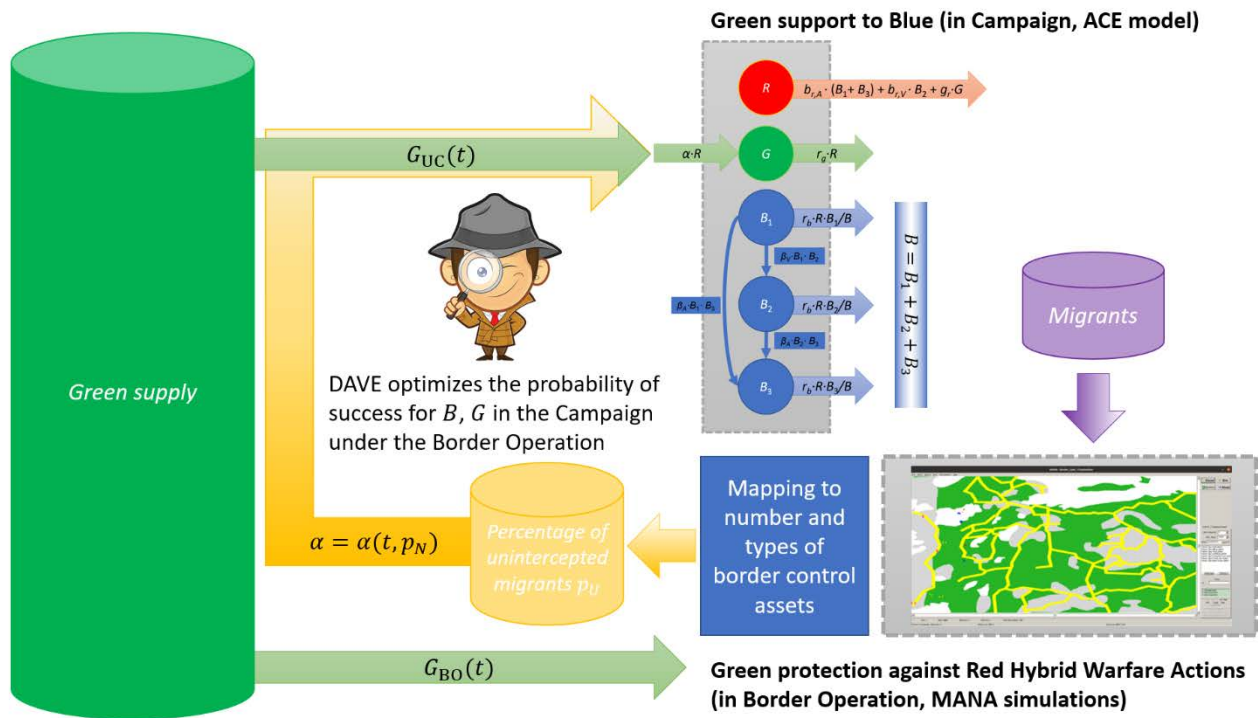 Green support to Blue (in Campaign, ACE model)
R
b_{r,A} · (B_1+ B_3) + b_{r,V} · B_2 + g_r·G
G_{UC}(t)
α·R
G
r_g·R
B_1
r_b·R·B_1/B
β_V·B_1· B_2
β_A·B_1· B_3
B_2
r_b·R·B_2/B
β_A·B_2· B_3
B_3
r_b·R·B_3/B
B = B_1 + B_2 + B_3
Migrants
Green supply
DAVE optimizes the probability of
success for B, G in the Campaign
under the Border Operation
α = α(t, p_N)
Percentage of
unintercepted
migrants p_U
Mapping to
number and
types of
border control
assets
G_{BO}(t)
Green protection against Red Hybrid Warfare Actions
(in Border Operation, MANA simulations)